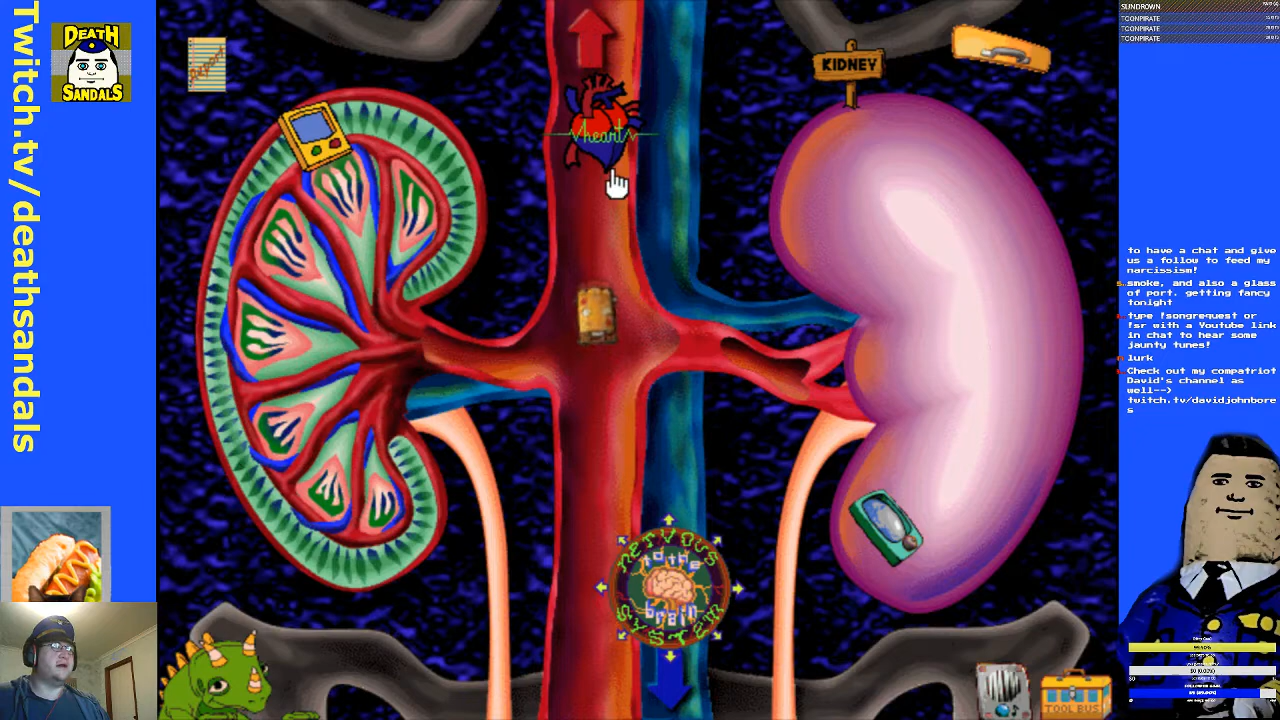 Twitch.tv/deathsandals
DEATH
SANDALS
heart
KIDNEY
NERVOUS
to the
brain
SYSTEM
TOOL BUS
SUNDROWN
TCONPIRATE
TCONPIRATE
TCONPIRATE
to have a chat and give
us a follow to feed my
narcissism!
smoke, and also a glass
of port. getting fancy
tonight
type !songrequest or
!sr with a Youtube link
in chat to hear some
jaunty tunes!
lurk
Check out my compatriot
David's channel as
well-->
twitch.tv/davidjohnbore
s